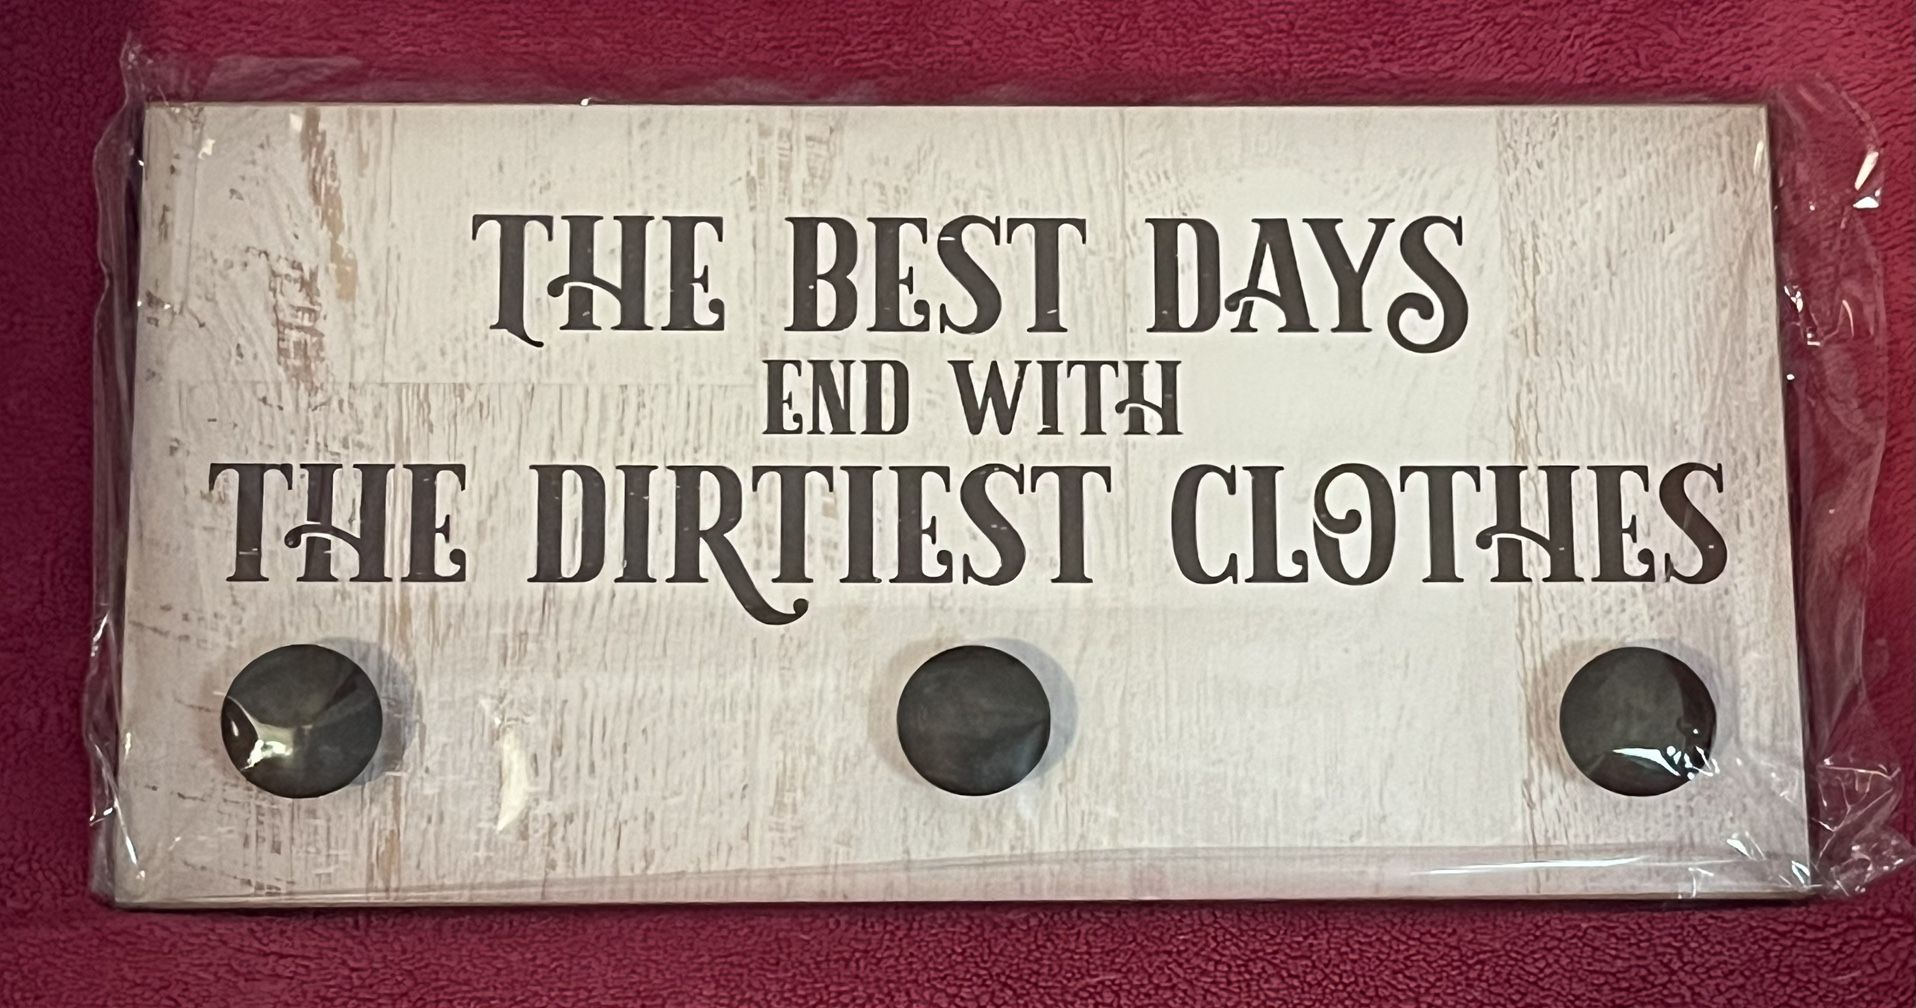 THE BEST DAYS
END WITH
THE DIRTIEST CLOTHES